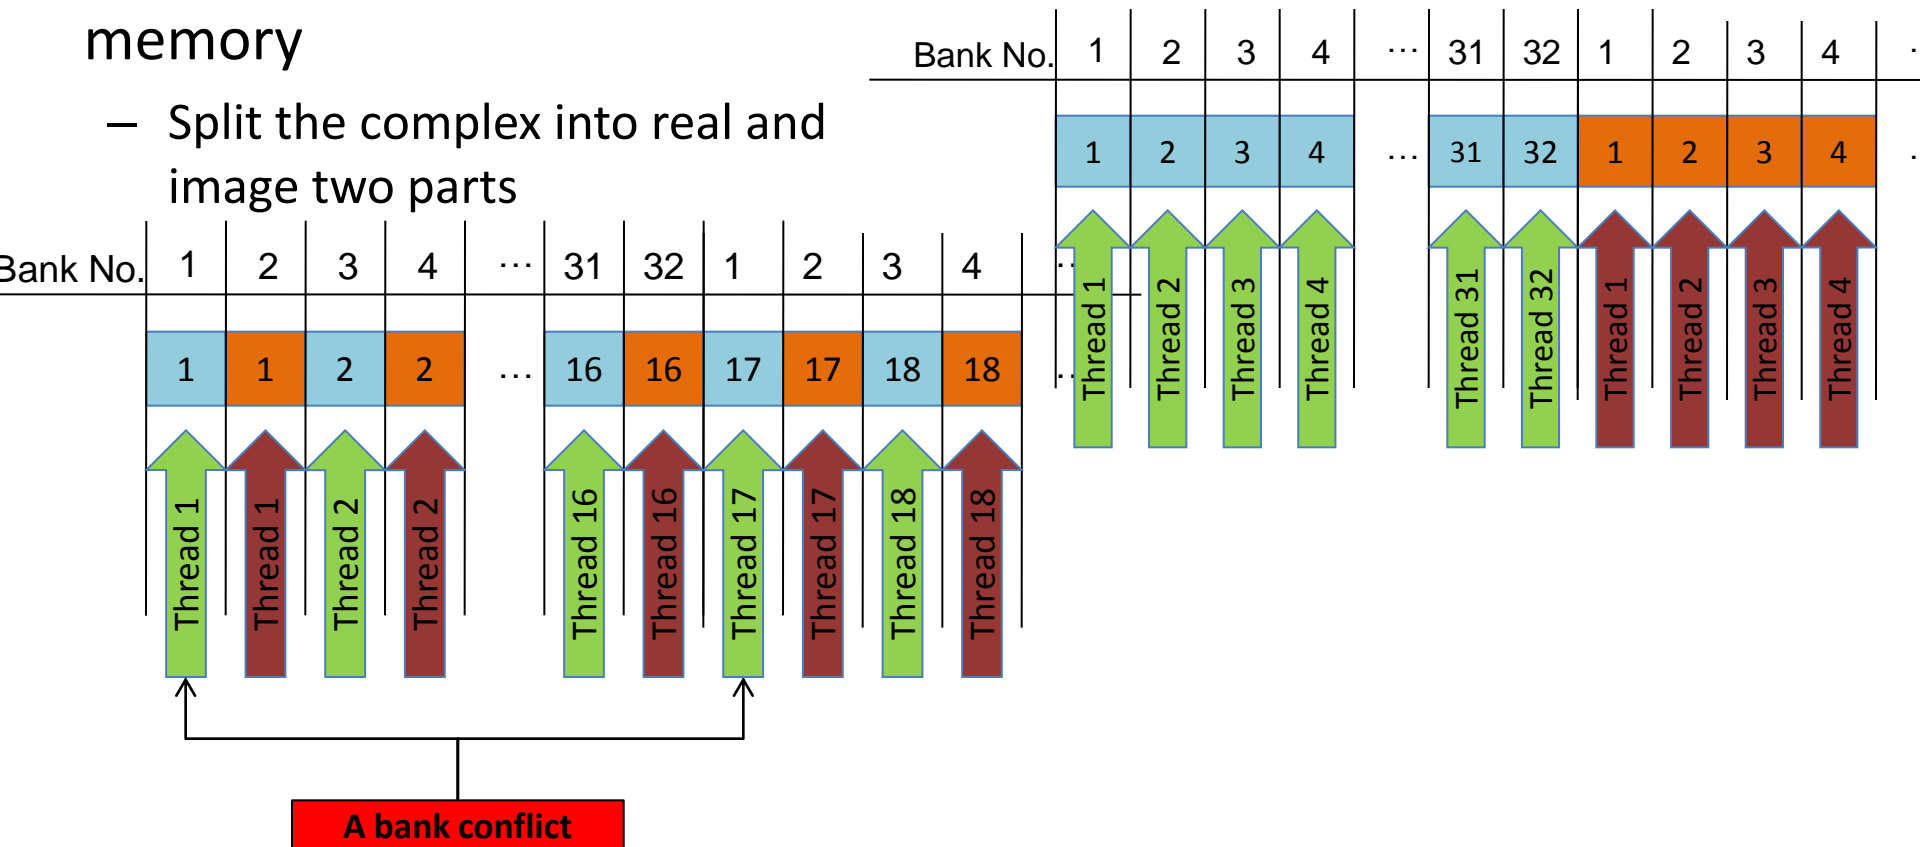 memory
– Split the complex into real and
image two parts
Bank No. 1 2 3 4 ... 31 32 1 2 3 4 ...
1 1 2 2 ... 16 16 17 17 18 18 ...
Thread 1 Thread 1 Thread 2 Thread 2 Thread 16 Thread 16 Thread 17 Thread 17 Thread 18 Thread 18
A bank conflict
Bank No. 1 2 3 4 ... 31 32 1 2 3 4 .
1 2 3 4 ... 31 32 1 2 3 4 .
Thread 1 Thread 2 Thread 3 Thread 4 Thread 31 Thread 32 Thread 1 Thread 2 Thread 3 Thread 4